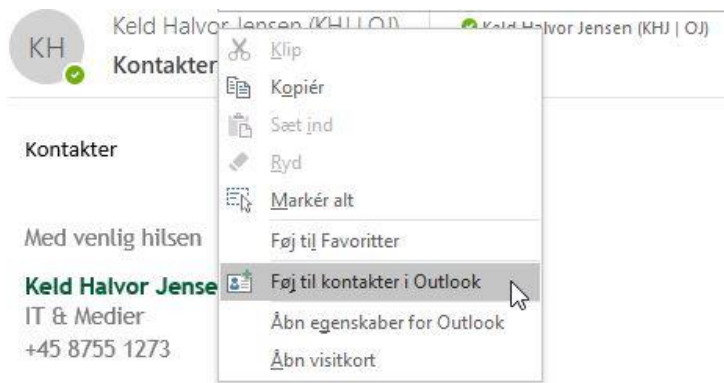 KH
Keld Halvor Jensen (KHJ | OJ)
Keld Halvor Jensen (KHJ | OJ)
Kontakter
Kontakter
Med venlig hilsen
Keld Halvor Jense
IT & Medier
+45 8755 1273
Klip
Kopiér
Sæt ind
Ryd
Markér alt
Føj til Favoritter
Føj til kontakter i Outlook
Åbn egenskaber for Outlook
Åbn visitkort